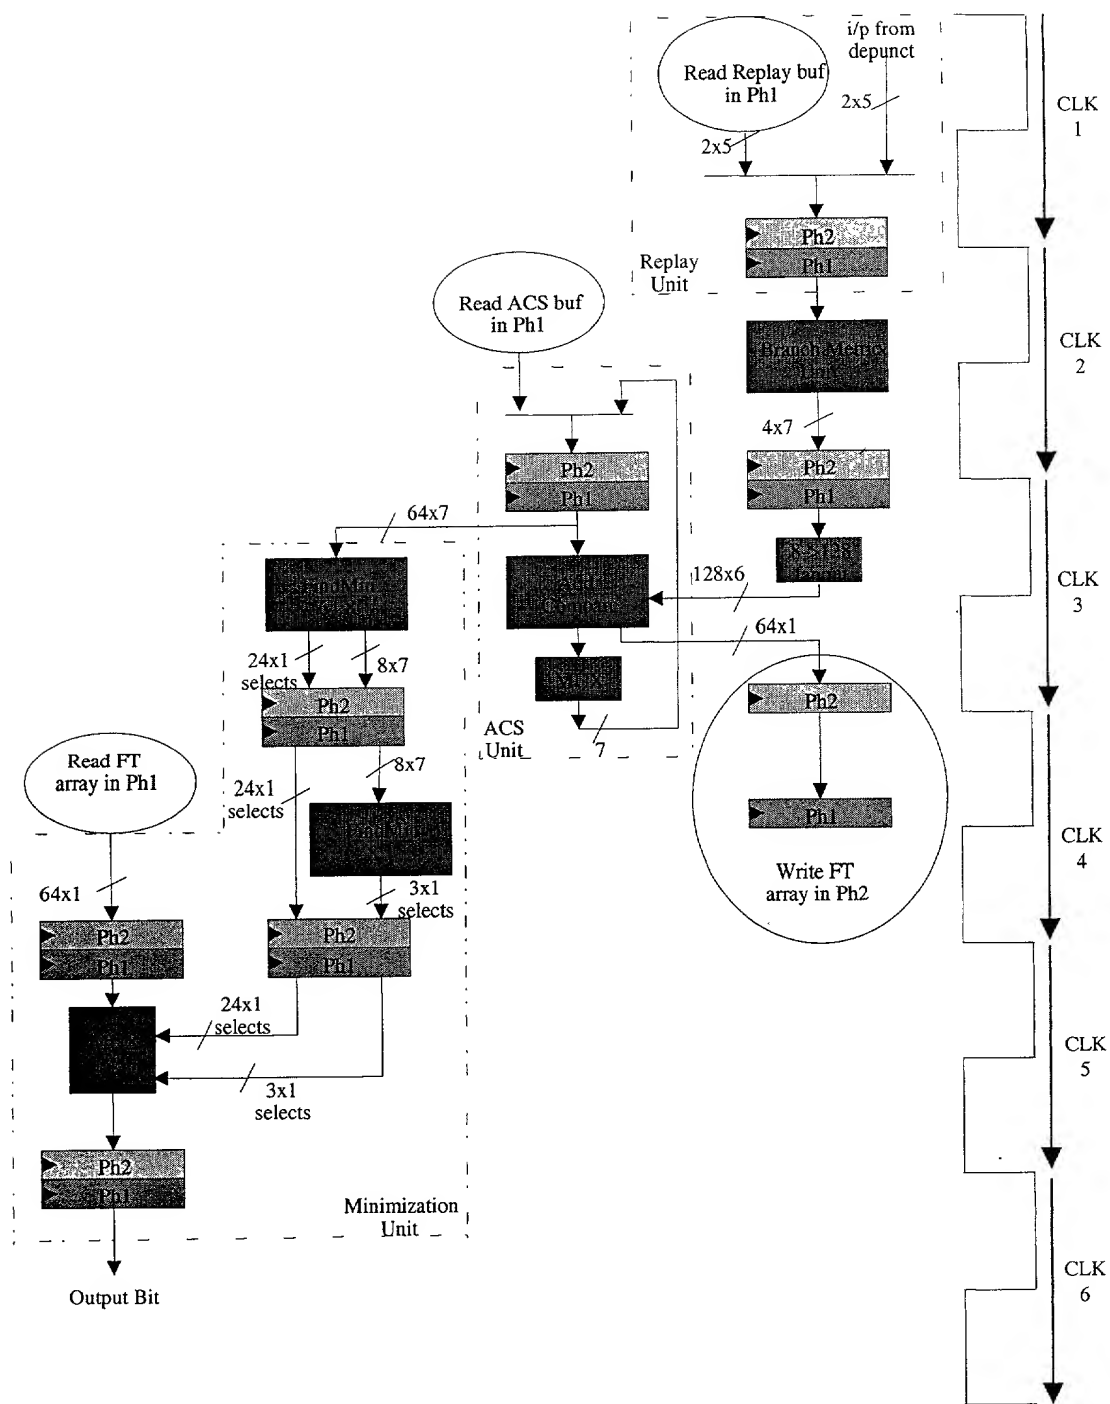 i/p from
depunct
Read Replay buf
in Ph1
2x5
2x5
CLK
1
Ph2
Ph1
Replay
Unit
Read ACS buf
in Ph1
Branch Metrics
CLK
2
4x7
Ph2
Ph1
Ph2
Ph1
64x7
128x6
CLK
3
64x1
24x1
selects
8x7
MUX
Ph2
Ph1
ACS
Unit
7
Ph2
Ph1
Read FT
array in Ph1
24x1
selects
8x7
FindMin
Write FT
array in Ph2
CLK
4
64x1
3x1
selects
Ph2
Ph1
Ph2
Ph1
24x1
selects
3x1
selects
CLK
5
Ph2
Ph1
Minimization
Unit
Output Bit
CLK
6